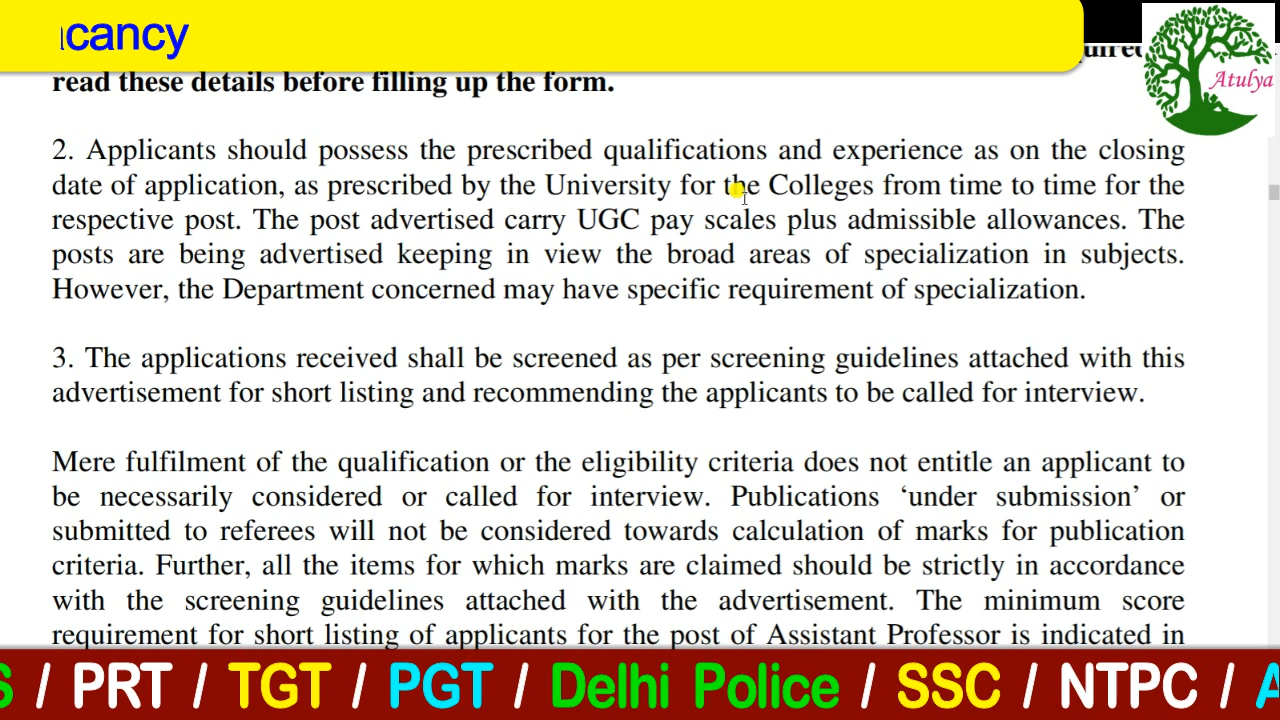 cancy
Atulya
read these details before filling up the form.
2. Applicants should possess the prescribed qualifications and experience as on the closing
date of application, as prescribed by the University for the Colleges from time to time for the
respective post. The post advertised carry UGC pay scales plus admissible allowances. The
posts are being advertised keeping in view the broad areas of specialization in subjects.
However, the Department concerned may have specific requirement of specialization.
3. The applications received shall be screened as per screening guidelines attached with this
advertisement for short listing and recommending the applicants to be called for interview.
Mere fulfilment of the qualification or the eligibility criteria does not entitle an applicant to
be necessarily considered or called for interview. Publications ‘under submission’ or
submitted to referees will not be considered towards calculation of marks for publication
criteria. Further, all the items for which marks are claimed should be strictly in accordance
with the screening guidelines attached with the advertisement. The minimum score
requirement for short listing of applicants for the post of Assistant Professor is indicated in
S / PRT / TGT / PGT / Delhi Police / SSC / NTPC / A